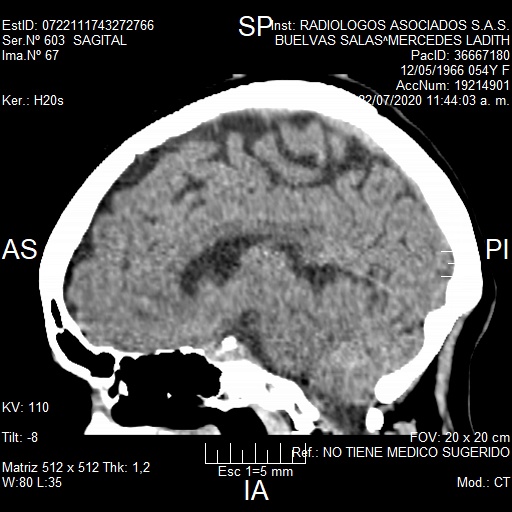 EstID: 0722111743272766
Ser.Nº 603 SAGITAL
Ima.Nº 67
Ker.: H20s
SP
Inst: RADIOLOGOS ASOCIADOS S.A.S.
BUELVAS SALAS^MERCEDES LADITH
PacID: 36667180
12/05/1966 054Y F
AccNum: 19214901
22/07/2020 11:44:03 a. m.
AS
PI
KV: 110
Tilt: -8
Matriz 512 x 512 Thk: 1,2
W:80 L:35
Esc 1=5 mm
IA
FOV: 20 x 20 cm
Ref.: NO TIENE MEDICO SUGERIDO
Mod.: CT